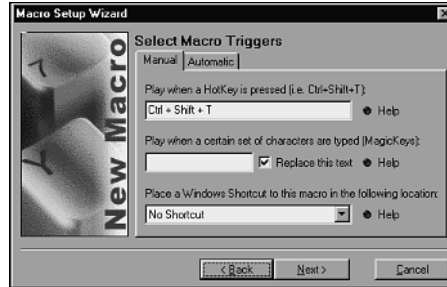 Macro Setup Wizard
New Macro
Select Macro Triggers
Manual Automatic
Play when a HotKey is pressed (i.e. Ctrl+Shift+T):
Ctrl + Shift + T Help
Play when a certain set of characters are typed (MagicKeys):
Replace this text Help
Place a Windows Shortcut to this macro in the following location:
No Shortcut Help
< Back Next > Cancel